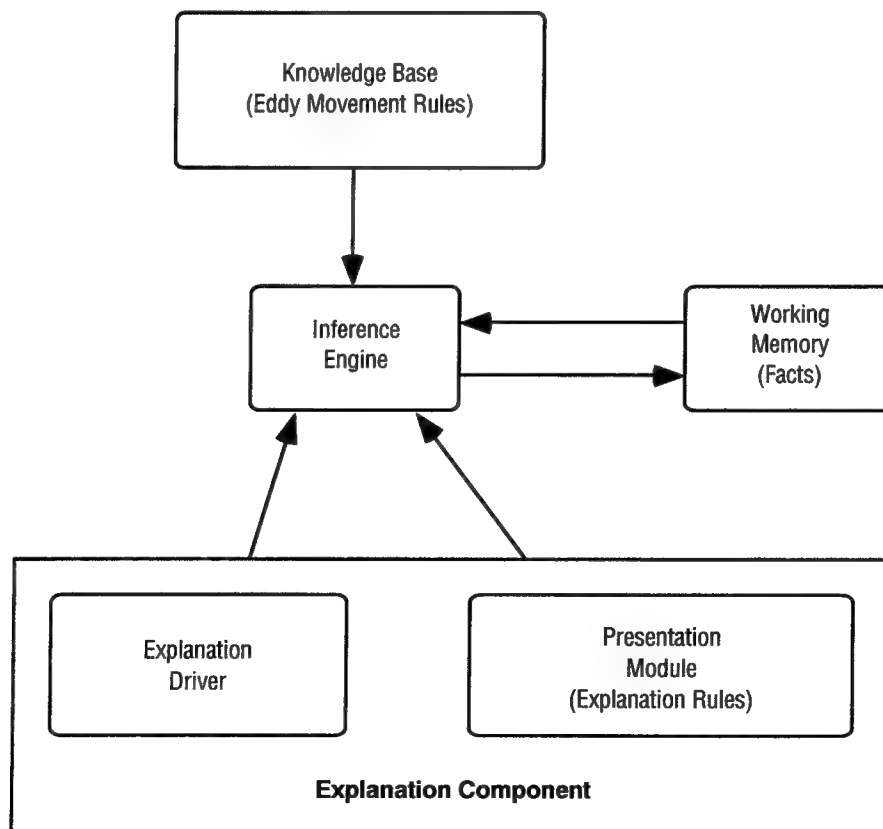 Knowledge Base
(Eddy Movement Rules)
Inference
Engine
Working
Memory
(Facts)
Explanation
Driver
Presentation
Module
(Explanation Rules)
Explanation Component